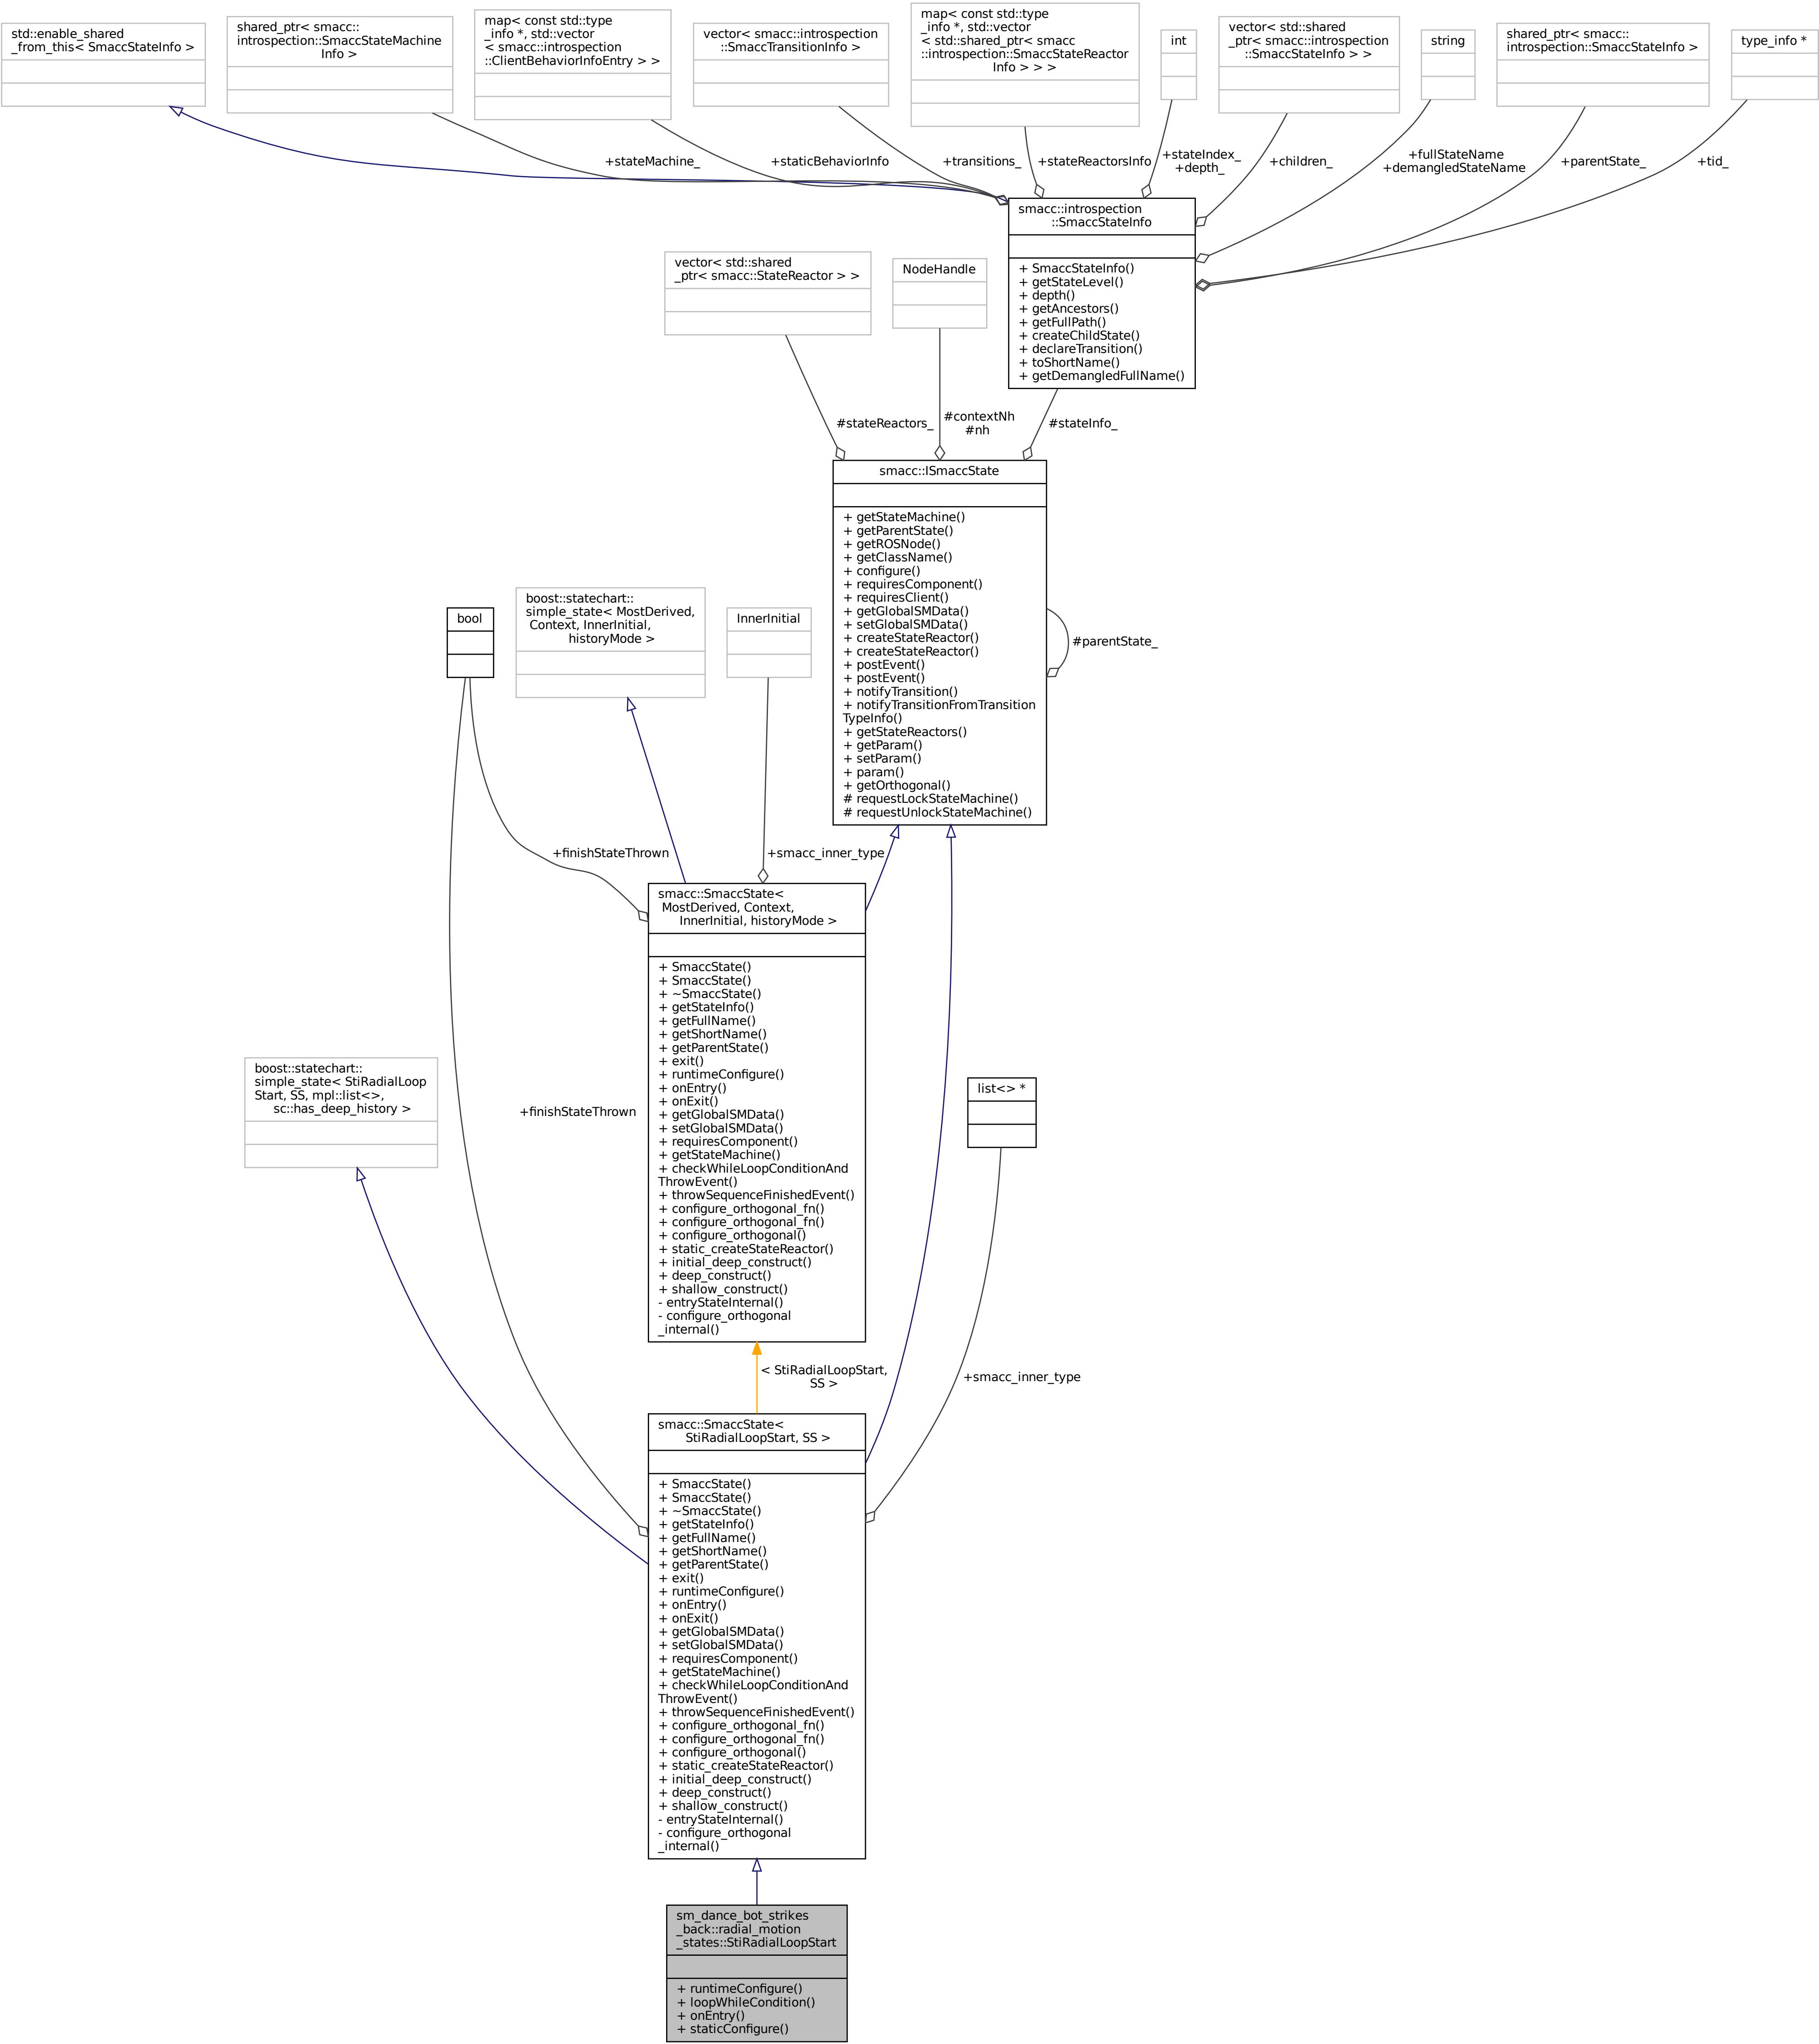 std::enable_shared
_from_this< SmaccStateInfo >
shared_ptr< smacc::
introspection::SmaccStateMachine
Info >
map< const std::type
_info *, std::vector
< smacc::introspection
::ClientBehaviorInfoEntry > >
vector< smacc::introspection
::SmaccTransitionInfo >
map< const std::type
_info *, std::vector
< std::shared_ptr< smacc
::introspection::SmaccStateReactor
Info > > >
int
vector< std::shared
_ptr< smacc::introspection
::SmaccStateInfo > >
string
shared_ptr< smacc::
introspection::SmaccStateInfo >
type_info *
+stateMachine_
+staticBehaviorInfo
+transitions_
+stateReactorsInfo
+stateIndex_
+depth_
+children_
+fullStateName
+demangledStateName
+parentState_
+tid_
smacc::introspection
::SmaccStateInfo
+ SmaccStateInfo()
+ getStateLevel()
+ depth()
+ getAncestors()
+ getFullPath()
+ createChildState()
+ declareTransition()
+ toShortName()
+ getDemangledFullName()
vector< std::shared
_ptr< smacc::StateReactor > >
NodeHandle
#stateReactors_
#contextNh
#nh
#stateInfo_
smacc::ISmaccState
+ getStateMachine()
+ getParentState()
+ getROSNode()
+ getClassName()
+ configure()
+ requiresComponent()
+ requiresClient()
+ getGlobalSMData()
+ setGlobalSMData()
+ createStateReactor()
+ createStateReactor()
+ postEvent()
+ postEvent()
+ notifyTransition()
+ notifyTransitionFromTransition
TypeInfo()
+ getStateReactors()
+ getParam()
+ setParam()
+ param()
+ getOrthogonal()
# requestLockStateMachine()
# requestUnlockStateMachine()
#parentState_
bool
boost::statechart::
simple_state< MostDerived,
Context, InnerInitial,
historyMode >
InnerInitial
+finishStateThrown
+smacc_inner_type
smacc::SmaccState<
MostDerived, Context,
InnerInitial, historyMode >
+ SmaccState()
+ SmaccState()
+ ~SmaccState()
+ getStateInfo()
+ getFullName()
+ getShortName()
+ getParentState()
+ exit()
+ runtimeConfigure()
+ onEntry()
+ onExit()
+ getGlobalSMData()
+ setGlobalSMData()
+ requiresComponent()
+ getStateMachine()
+ checkWhileLoopConditionAnd
ThrowEvent()
+ throwSequenceFinishedEvent()
+ configure_orthogonal_fn()
+ configure_orthogonal_fn()
+ configure_orthogonal()
+ static_createStateReactor()
+ initial_deep_construct()
+ deep_construct()
+ shallow_construct()
- entryStateInternal()
- configure_orthogonal
_internal()
boost::statechart::
simple_state< StiRadialLoop
Start, SS, mpl::list<>,
sc::has_deep_history >
+finishStateThrown
list<> *
< StiRadialLoopStart,
SS >
+smacc_inner_type
smacc::SmaccState<
StiRadialLoopStart, SS >
+ SmaccState()
+ SmaccState()
+ ~SmaccState()
+ getStateInfo()
+ getFullName()
+ getShortName()
+ getParentState()
+ exit()
+ runtimeConfigure()
+ onEntry()
+ onExit()
+ getGlobalSMData()
+ setGlobalSMData()
+ requiresComponent()
+ getStateMachine()
+ checkWhileLoopConditionAnd
ThrowEvent()
+ throwSequenceFinishedEvent()
+ configure_orthogonal_fn()
+ configure_orthogonal_fn()
+ configure_orthogonal()
+ static_createStateReactor()
+ initial_deep_construct()
+ deep_construct()
+ shallow_construct()
- entryStateInternal()
- configure_orthogonal
_internal()
sm_dance_bot_strikes
_back::radial_motion
_states::StiRadialLoopStart
+ runtimeConfigure()
+ loopWhileCondition()
+ onEntry()
+ staticConfigure()